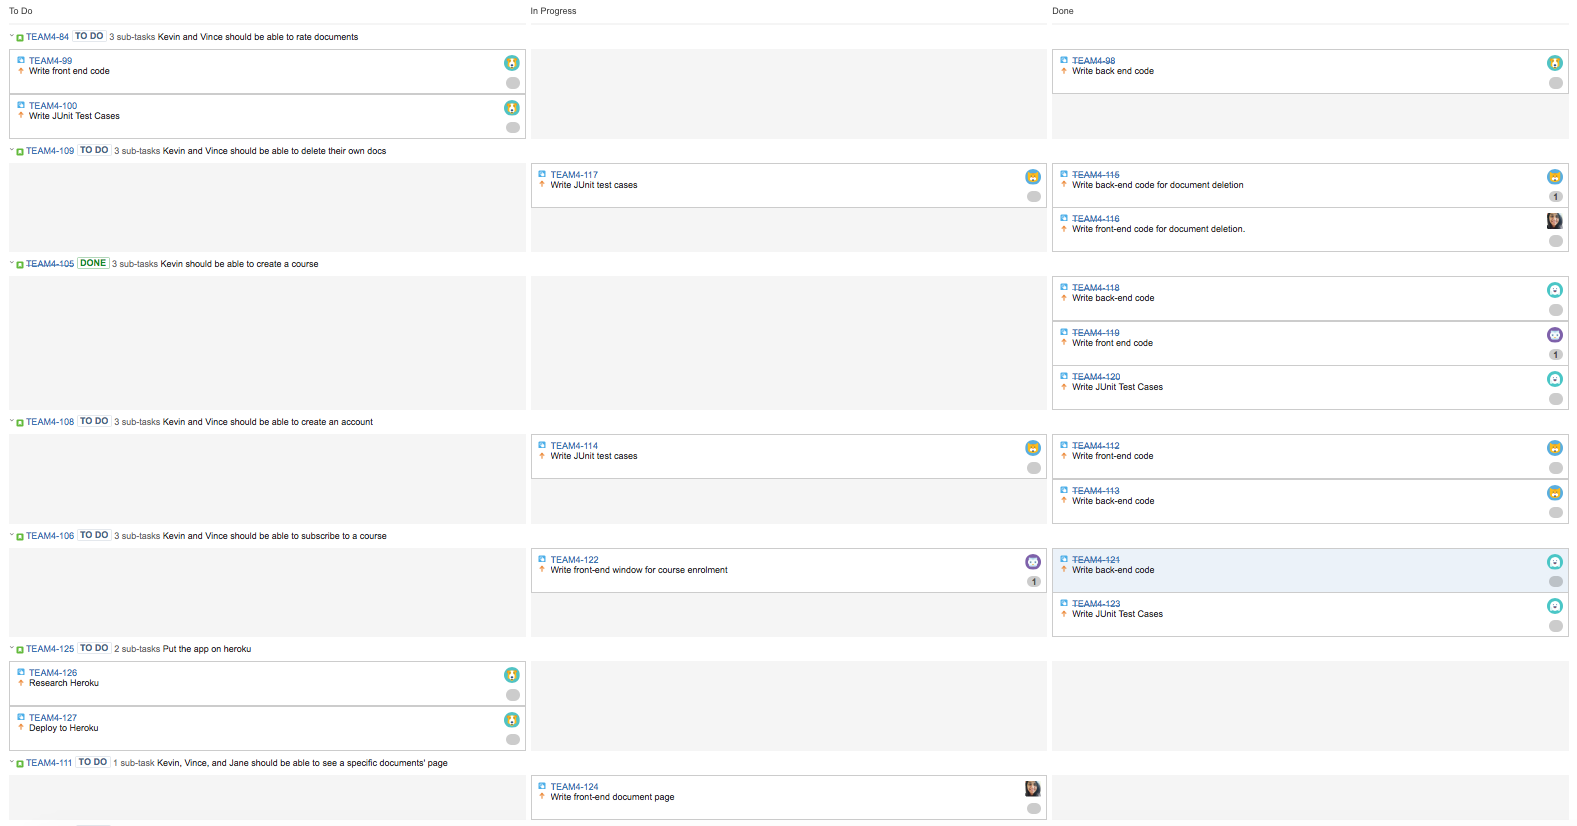 To Do In Progress Done
TEAM4-84 TO DO 3 sub-tasks Kevin and Vince should be able to rate documents
TEAM4-99
Write front end code
TEAM4-100
Write JUnit Test Cases
TEAM4-98
Write back end code
TEAM4-109 TO DO 3 sub-tasks Kevin and Vince should be able to delete their own docs
TEAM4-117
Write JUnit test cases
TEAM4-115
Write back-end code for document deletion
1
TEAM4-116
Write front-end code for document deletion.
TEAM4-105 DONE 3 sub-tasks Kevin should be able to create a course
TEAM4-118
Write back-end code
TEAM4-119
Write front end code
1
TEAM4-120
Write JUnit Test Cases
TEAM4-108 TO DO 3 sub-tasks Kevin and Vince should be able to create an account
TEAM4-114
Write JUnit test cases
TEAM4-112
Write front-end code
TEAM4-113
Write back-end code
TEAM4-106 TO DO 3 sub-tasks Kevin and Vince should be able to subscribe to a course
TEAM4-122
Write front-end window for course enrolment
1
TEAM4-121
Write back-end code
TEAM4-123
Write JUnit Test Cases
TEAM4-125 TO DO 2 sub-tasks Put the app on heroku
TEAM4-126
Research Heroku
TEAM4-127
Deploy to Heroku
TEAM4-111 TO DO 1 sub-task Kevin, Vince, and Jane should be able to see a specific documents' page
TEAM4-124
Write front-end document page